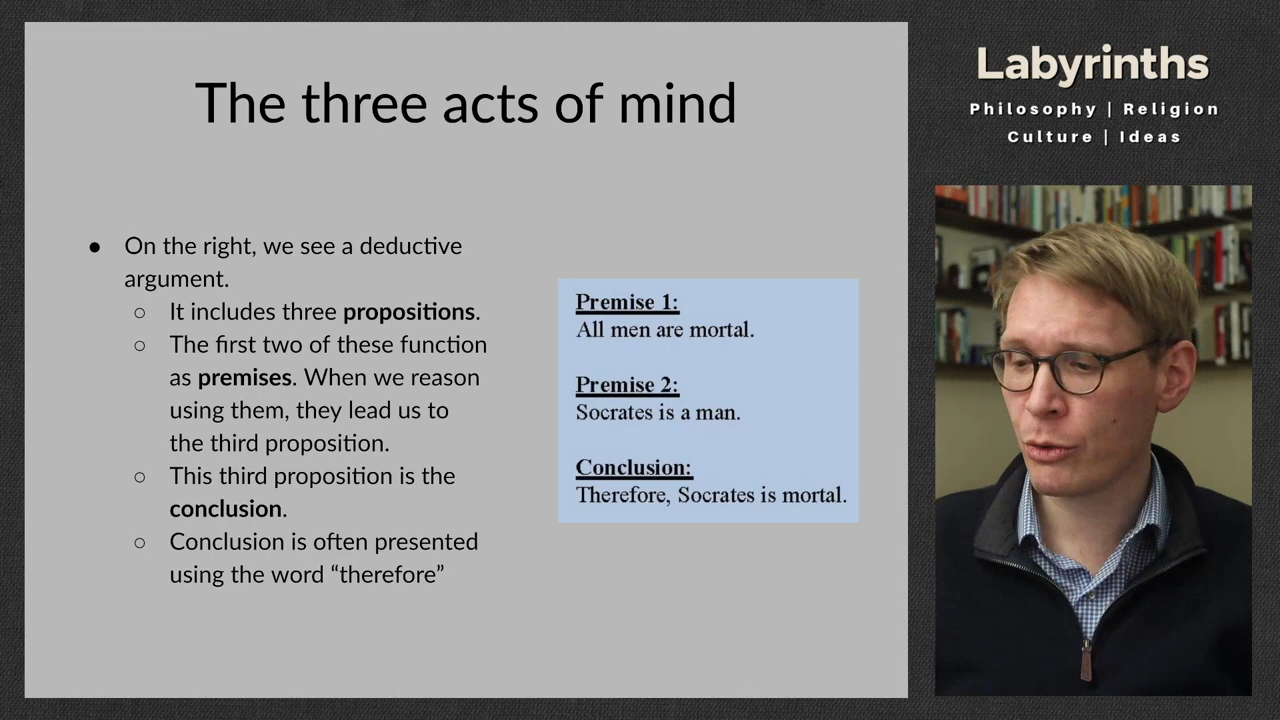 The three acts of mind
● On the right, we see a deductive
argument.
○ It includes three propositions.
○ The first two of these function
as premises. When we reason
using them, they lead us to
the third proposition.
○ This third proposition is the
conclusion.
○ Conclusion is often presented
using the word “therefore”
Premise 1:
All men are mortal.
Premise 2:
Socrates is a man.
Conclusion:
Therefore, Socrates is mortal.
Labyrinths
Philosophy | Religion
Culture | Ideas